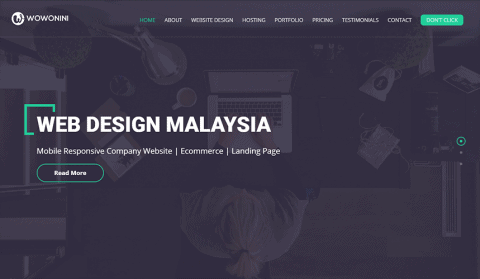 WOWONINI
HOME ABOUT WEBSITE DESIGN HOSTING PORTFOLIO PRICING TESTIMONIALS CONTACT DON'T CLICK
WEB DESIGN MALAYSIA
Mobile Responsive Company Website | Ecommerce | Landing Page
Read More